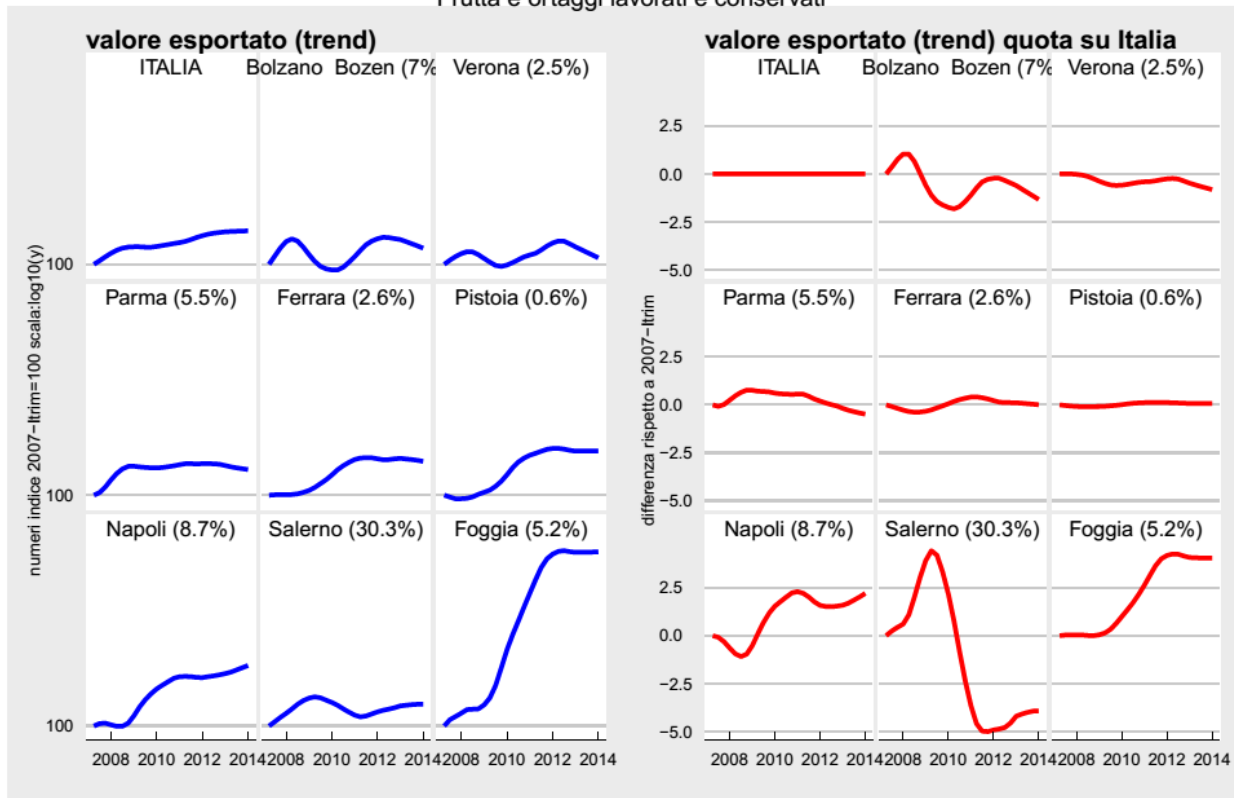 Frutta e ortaggi lavorati e conservati
valore esportato (trend)
ITALIA
Bolzano Bozen (7%
Verona (2.5%)
100
Parma (5.5%)
Ferrara (2.6%)
Pistoia (0.6%)
100
Napoli (8.7%)
Salerno (30.3%)
Foggia (5.2%)
100
2008 2010 2012 2014
2008 2010 2012 2014
2008 2010 2012 2014
numeri indice 2007-Itrim=100 scala:log10(y)
valore esportato (trend) quota su Italia
ITALIA
Bolzano Bozen (7%
Verona (2.5%)
2.5
0.0
−2.5
−5.0
Parma (5.5%)
Ferrara (2.6%)
Pistoia (0.6%)
2.5
0.0
−2.5
−5.0
Napoli (8.7%)
Salerno (30.3%)
Foggia (5.2%)
2.5
0.0
−2.5
−5.0
2008 2010 2012 2014
2008 2010 2012 2014
2008 2010 2012 2014
differenza rispetto a 2007-Itrim